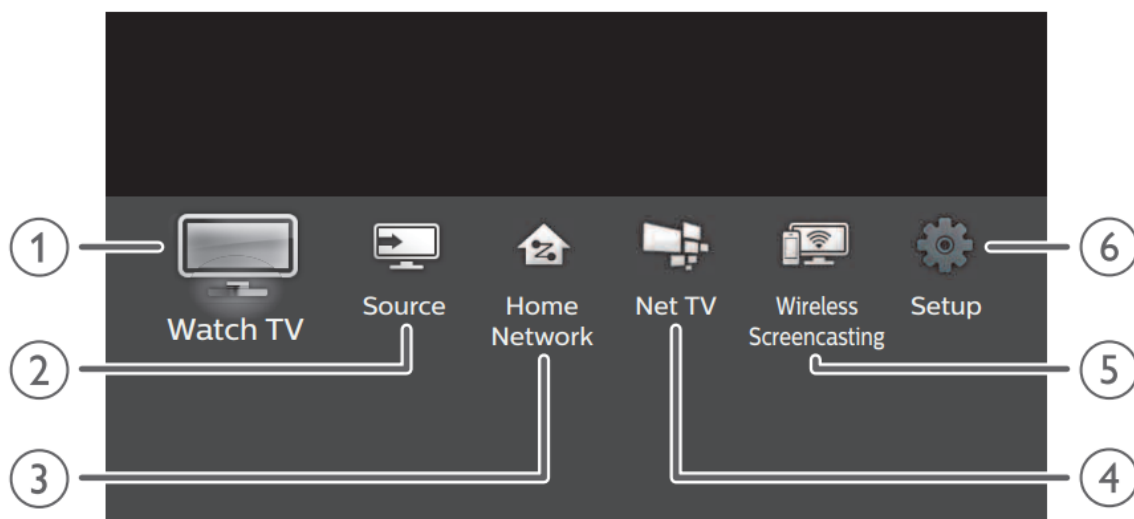 1
Watch TV
2
Source
3
Home
Network
4
Net TV
5
Wireless
Screencasting
6
Setup